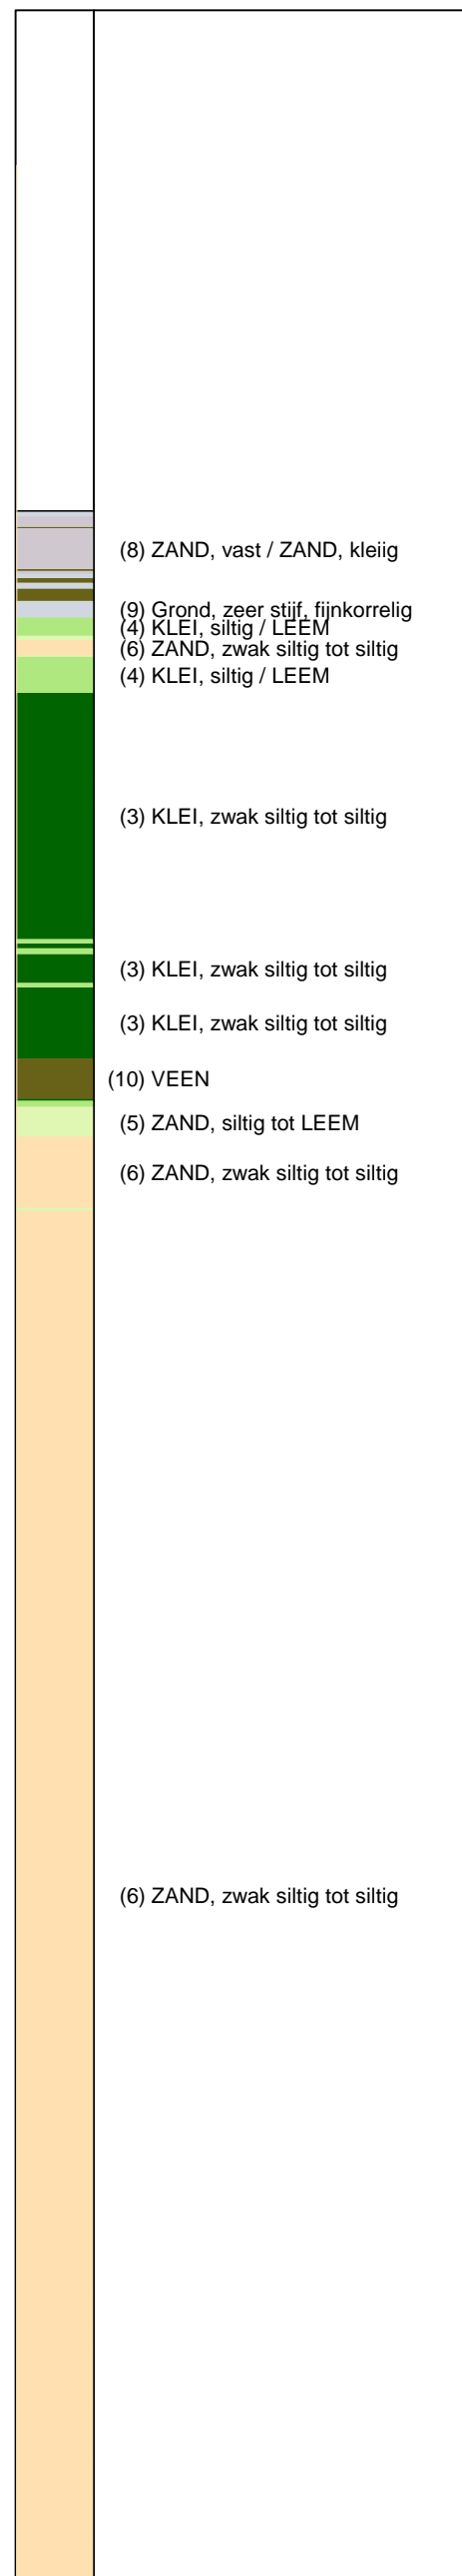 (8) ZAND, vast / ZAND, kleiig
(9) Grond, zeer stijf, fijnkorrelig
(4) KLEI, siltig / LEEM
(6) ZAND, zwak siltig tot siltig
(4) KLEI, siltig / LEEM
(3) KLEI, zwak siltig tot siltig
(3) KLEI, zwak siltig tot siltig
(3) KLEI, zwak siltig tot siltig
(10) VEEN
(5) ZAND, siltig tot LEEM
(6) ZAND, zwak siltig tot siltig
(6) ZAND, zwak siltig tot siltig